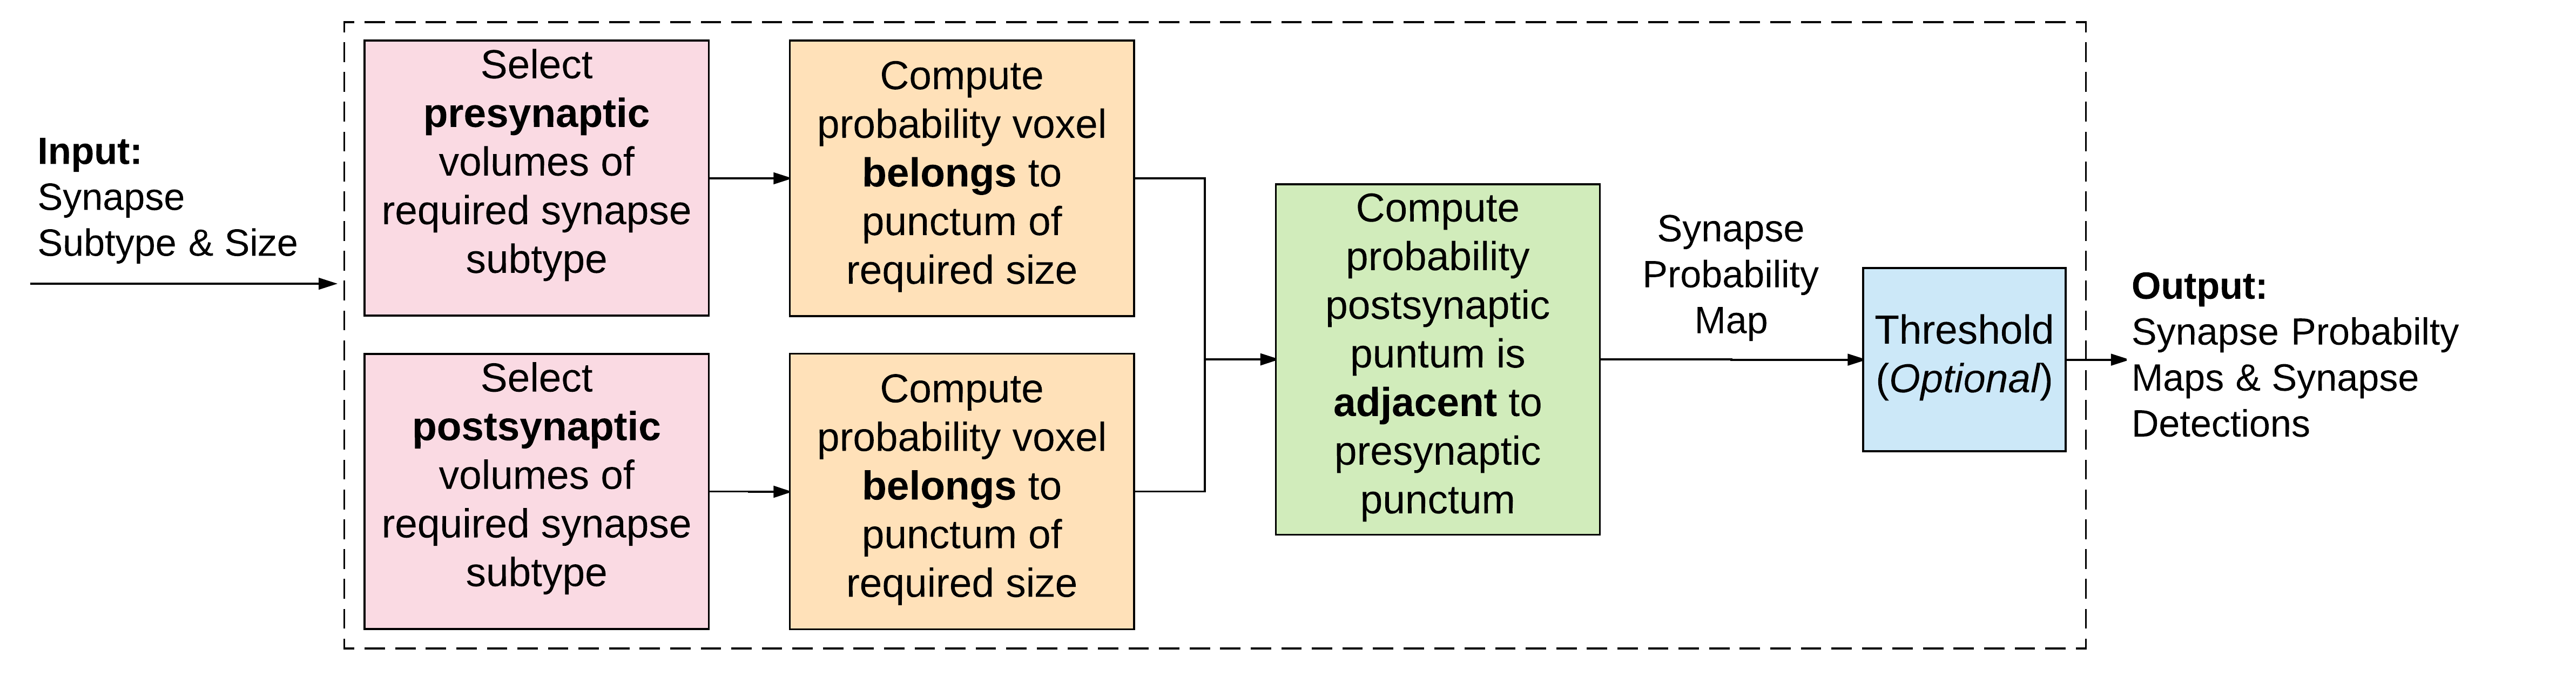 Input:
Synapse
Subtype & Size
Select
presynaptic
volumes of
required synapse
subtype
Compute
probability voxel
belongs to
punctum of
required size
Select
postsynaptic
volumes of
required synapse
subtype
Compute
probability voxel
belongs to
punctum of
required size
Compute
probability
postsynaptic
puntum is
adjacent to
presynaptic
punctum
Synapse
Probability
Map
Threshold
(Optional)
Output:
Synapse Probabilty
Maps & Synapse
Detections